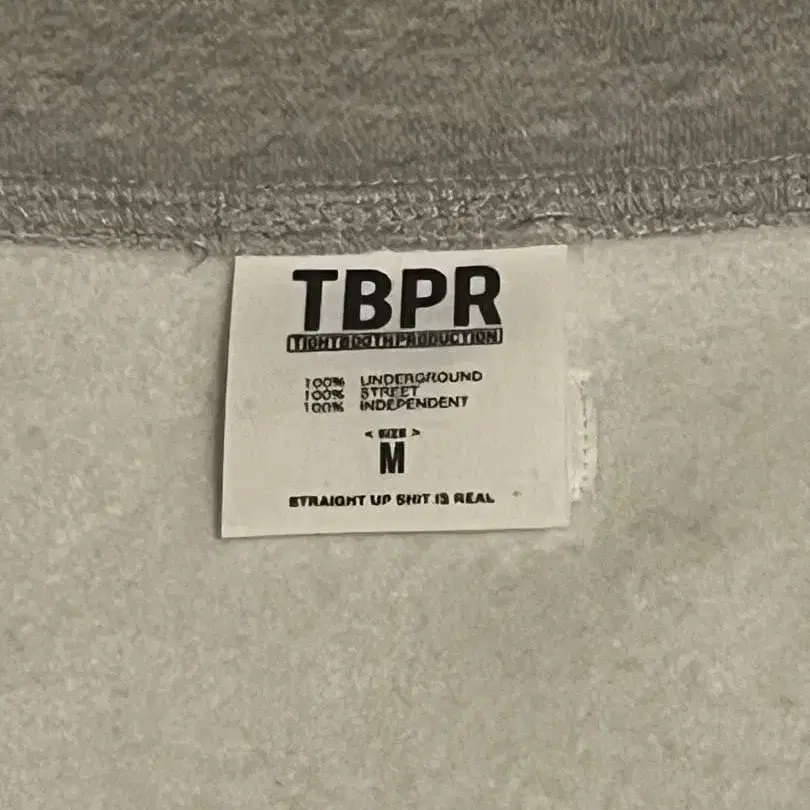 TBPR
TIGHTBOOTHPRODUCTION
100% UNDERGROUND
100% STREET
100% INDEPENDENT
< SIZE >
M
STRAIGHT UP SHIT IS REAL